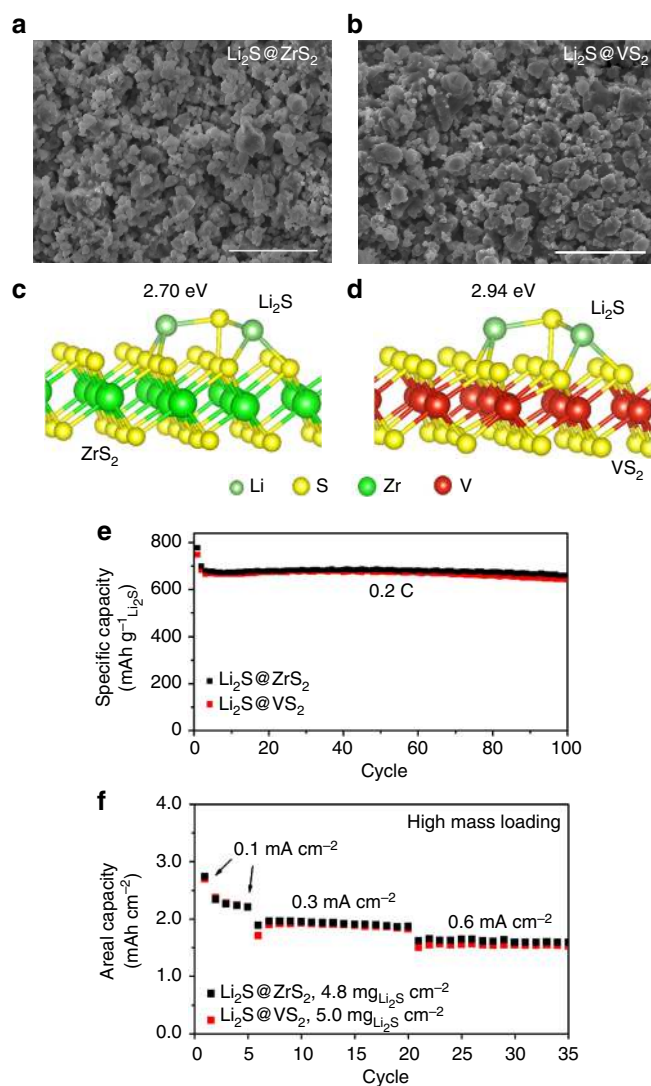 a
Li₂S@ZrS₂
b
Li₂S@VS₂
c
2.70 eV
Li₂S
ZrS₂
d
2.94 eV
Li₂S
VS₂
Li S Zr V
e
800
600
400
200
0
Specific capacity
(mAh g⁻¹Li₂S)
0.2 C
Li₂S@ZrS₂
Li₂S@VS₂
0 20 40 60 80 100
Cycle
f
4.0
3.0
2.0
1.0
0.0
Areal capacity
(mAh cm⁻²)
High mass loading
0.1 mA cm⁻²
0.3 mA cm⁻²
0.6 mA cm⁻²
Li₂S@ZrS₂, 4.8 mgLi₂S cm⁻²
Li₂S@VS₂, 5.0 mgLi₂S cm⁻²
0 5 10 15 20 25 30 35
Cycle